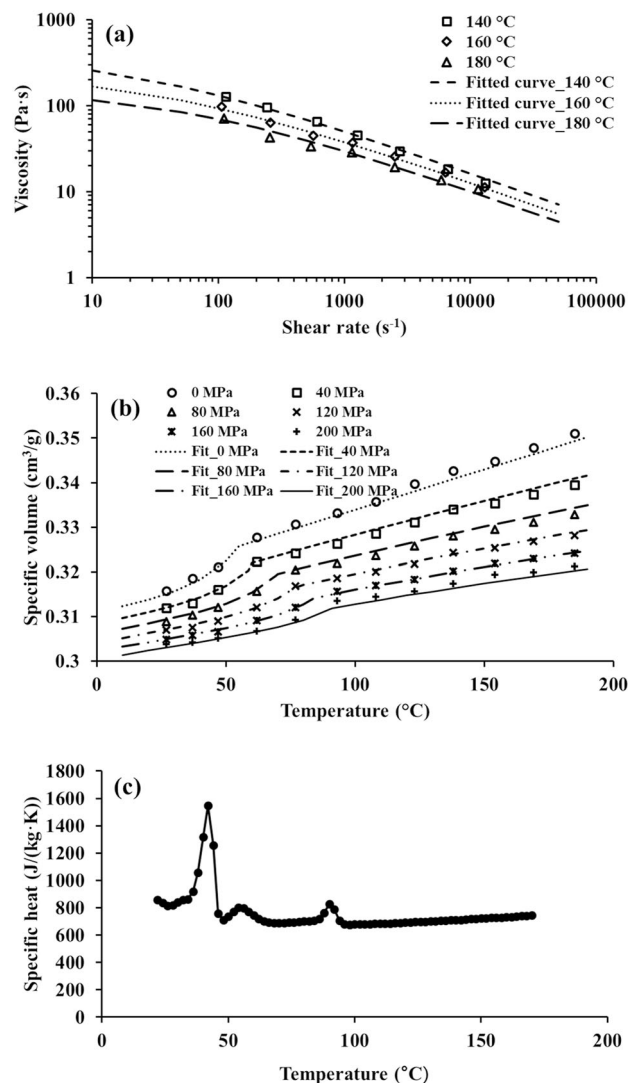 (a)
140 °C
160 °C
180 °C
Fitted curve_140 °C
Fitted curve_160 °C
Fitted curve_180 °C
1000
100
10
1
Viscosity (Pa·s)
10 100 1000 10000 100000
Shear rate (s⁻¹)
(b)
0 MPa 40 MPa
80 MPa 120 MPa
160 MPa 200 MPa
Fit_0 MPa Fit_40 MPa
Fit_80 MPa Fit_120 MPa
Fit_160 MPa Fit_200 MPa
0.36
0.35
0.34
0.33
0.32
0.31
0.3
Specific volume (cm³/g)
0 50 100 150 200
Temperature (°C)
(c)
1800
1600
1400
1200
1000
800
600
400
200
0
Specific heat (J/(kg·K))
0 50 100 150 200
Temperature (°C)